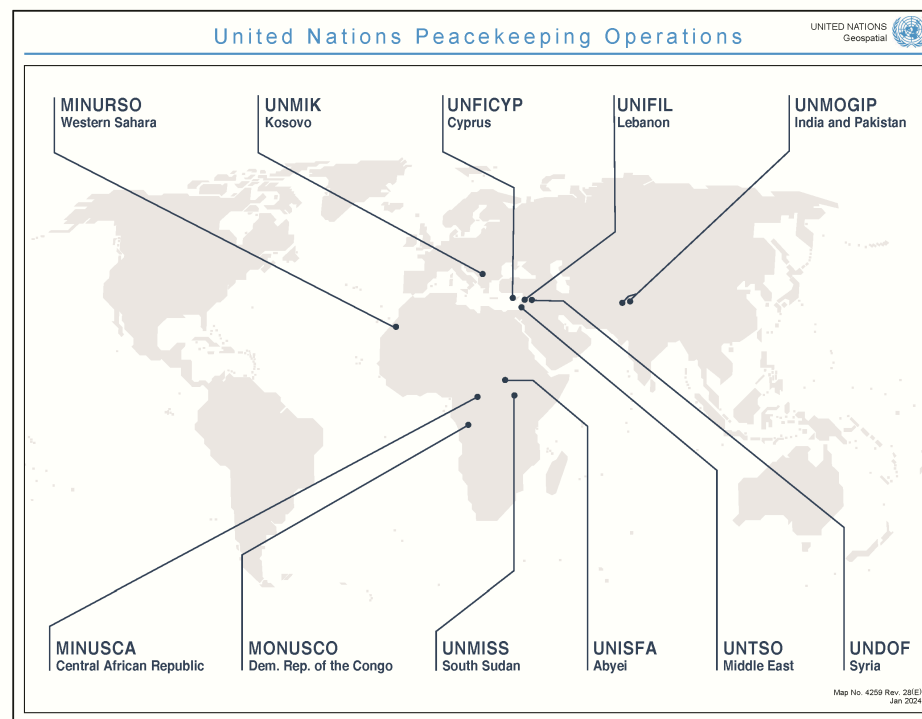 United Nations Peacekeeping Operations
UNITED NATIONS
Geospatial
MINURSO
Western Sahara
UNMIK
Kosovo
UNFICYP
Cyprus
UNIFIL
Lebanon
UNMOGIP
India and Pakistan
MINUSCA
Central African Republic
MONUSCO
Dem. Rep. of the Congo
UNMISS
South Sudan
UNISFA
Abyei
UNTSO
Middle East
UNDOF
Syria
Map No. 4259 Rev. 28(E)
Jan 2024